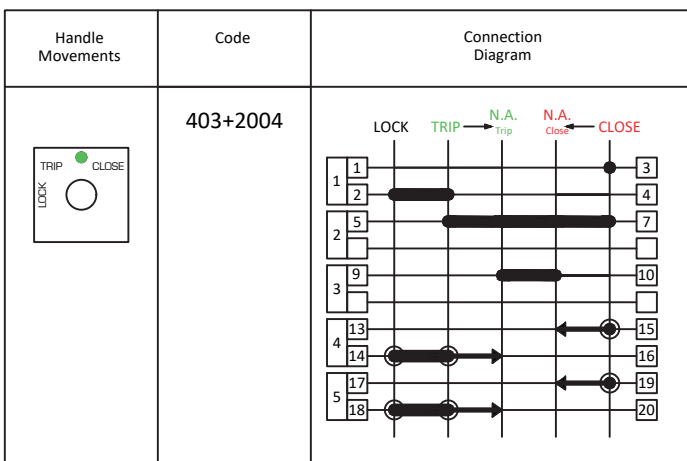 Handle
Movements
Code
Connection
Diagram
403+2004
TRIP CLOSE
LOCK
LOCK TRIP N.A. Trip N.A. Close CLOSE
1 1 3
2 4
2 5 7
3 9 10
4 13 15
14 16
5 17 19
18 20